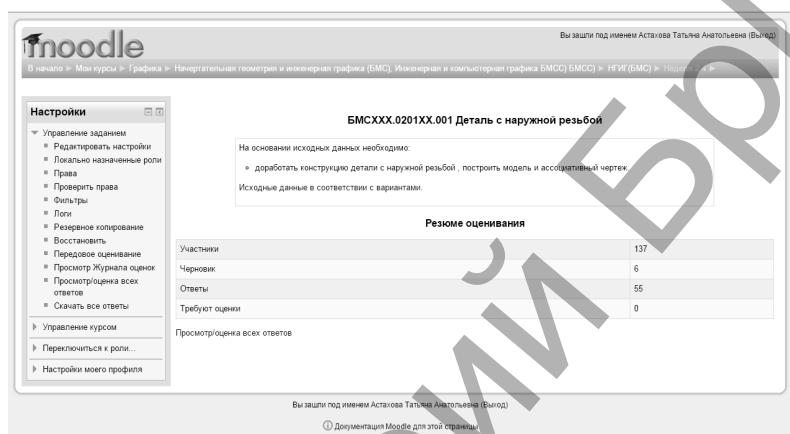 moodle
Вы зашли под именем Астахова Татьяна Анатольевна (Выход)
В начало ► Мои курсы ► Графика ► Начертательная геометрия и инженерная графика (БМС), Инженерная и компьютерная графика БМСС) БМСС) ► НГИГ(БМС) ►
Настройки
БМСXXX.0201XX.001 Деталь с наружной резьбой
Управление заданием
Редактировать настройки
Локально назначенные роли
Права
Проверить права
Фильтры
Логи
Резервное копирование
Восстановить
Передовое оценивание
Просмотр Журнала оценок
Просмотр/оценка всех
ответов
Скачать все ответы
Управление курсом
Переключиться к роли...
Настройки моего профиля
На основании исходных данных необходимо:
доработать конструкцию детали с наружной резьбой , построить модель и ассоциативный чертеж.
Исходные данные в соответствии с вариантами.
Резюме оценивания
Участники 137
Черновик 6
Ответы 55
Требуют оценки 0
Просмотр/оценка всех ответов
Вы зашли под именем Астахова Татьяна Анатольевна (Выход)
Документация Moodle для этой страницы